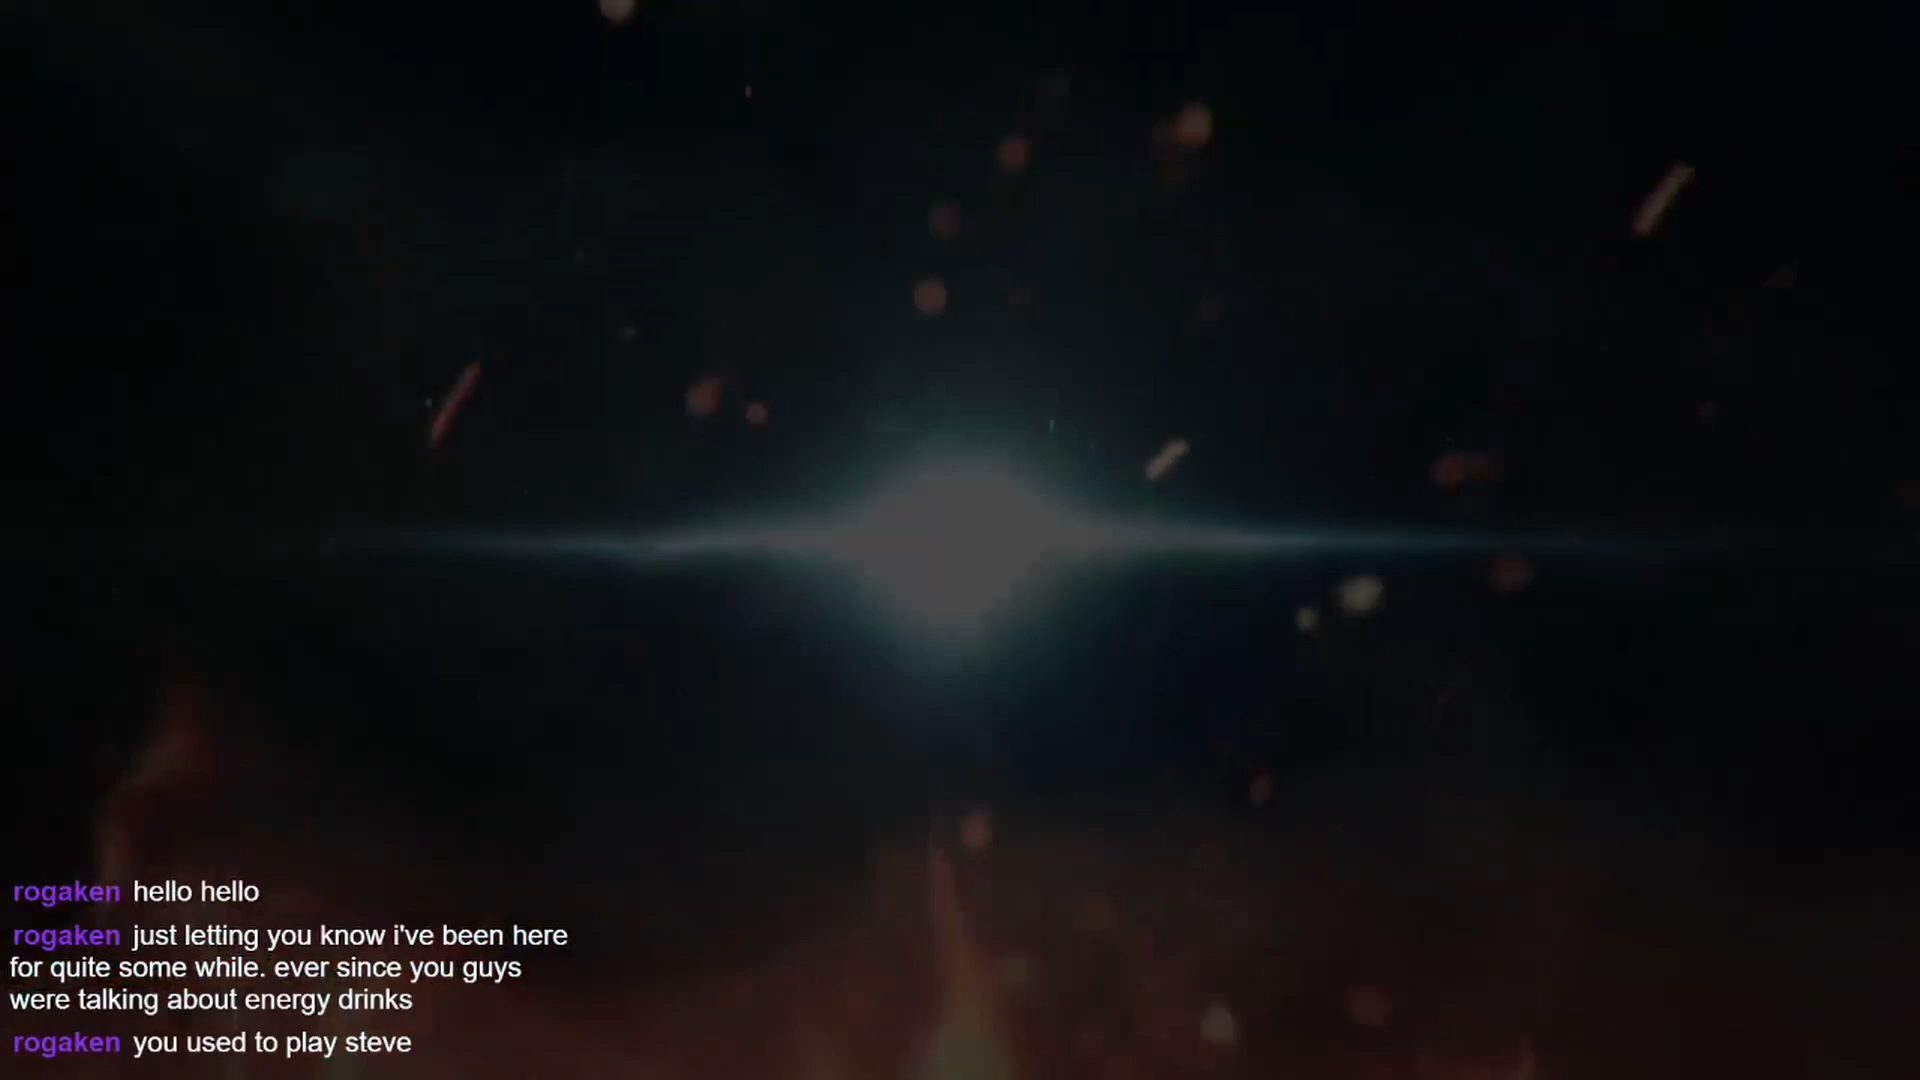 rogaken hello hello
rogaken just letting you know i've been here
for quite some while. ever since you guys
were talking about energy drinks
rogaken you used to play steve